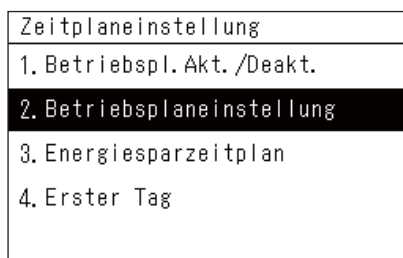 Zeitplaneinstellung
1. Betriebspl. Akt. /Deakt.
2. Betriebsplaneinstellung
3. Energiesparzeitplan
4. Erster Tag